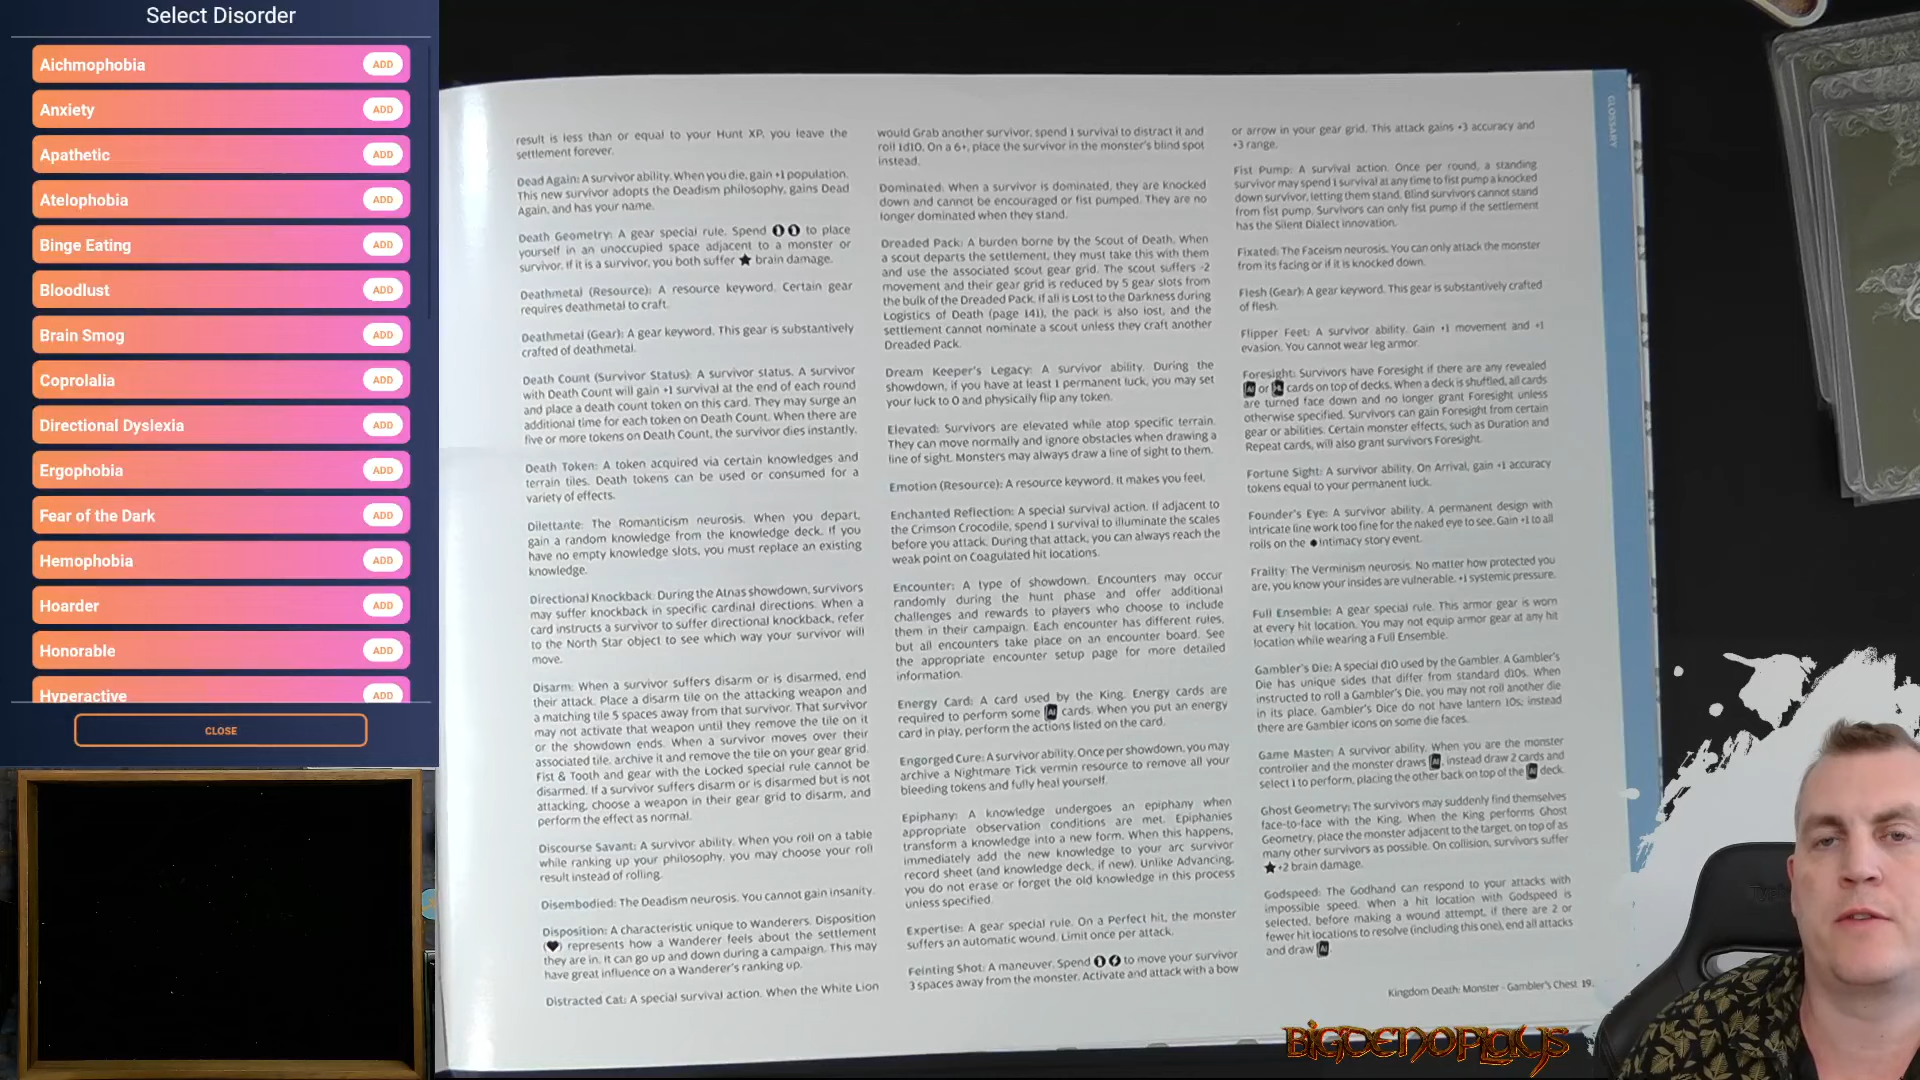 Select Disorder
Aichmophobia ADD
Anxiety ADD
Apathetic ADD
Atelophobia ADD
Binge Eating ADD
Bloodlust ADD
Brain Smog ADD
Coprolalia ADD
Directional Dyslexia ADD
Ergophobia ADD
Fear of the Dark ADD
Hemophobia ADD
Hoarder ADD
Honorable ADD
Hyperactive ADD
CLOSE
result is less than or equal to your Hunt XP, you leave the
settlement forever.
Dead Again: A survivor ability. When you die, gain +1 population.
This new survivor adopts the Deadism philosophy, gains Dead
Again, and has your name.
Death Geometry: A gear special rule. Spend to place
yourself in an unoccupied space adjacent to a monster or
survivor. If it is a survivor, you both suffer ★ brain damage.
Deathmetal (Resource): A resource keyword. Certain gear
requires deathmetal to craft.
Deathmetal (Gear): A gear keyword. This gear is substantively
crafted of deathmetal.
Death Count (Survivor Status): A survivor status. A survivor
with Death Count will gain +1 survival at the end of each round
and place a death count token on this card. They may surge an
additional time for each token on Death Count. When there are
five or more tokens on Death Count, the survivor dies instantly.
Death Token: A token acquired via certain knowledges and
terrain tiles. Death tokens can be used or consumed for a
variety of effects.
Dilettante: The Romanticism neurosis. When you depart,
gain a random knowledge from the knowledge deck. If you
have no empty knowledge slots, you must replace an existing
knowledge.
Directional Knockback: During the Atnas showdown, survivors
may suffer knockback in specific cardinal directions. When a
card instructs a survivor to suffer directional knockback, refer
to the North Star object to see which way your survivor will
move.
Disarm: When a survivor suffers disarm or is disarmed, end
their attack. Place a disarm tile on the attacking weapon and
a matching tile 5 spaces away from that survivor. That survivor
may not activate that weapon until they remove the tile on it
or the showdown ends. When a survivor moves over their
associated tile, archive it and remove the tile on your gear grid.
Fist & Tooth and gear with the Locked special rule cannot be
disarmed. If a survivor suffers disarm or is disarmed but is not
attacking, choose a weapon in their gear grid to disarm, and
perform the effect as normal.
Discourse Savant: A survivor ability. When you roll on a table
while ranking up your philosophy, you may choose your roll
result instead of rolling.
Disembodied: The Deadism neurosis. You cannot gain insanity.
Disposition: A characteristic unique to Wanderers. Disposition
(♥) represents how a Wanderer feels about the settlement
they are in. It can go up and down during a campaign. This may
have great influence on a Wanderer's ranking up.
Distracted Cat: A special survival action. When the White Lion
would Grab another survivor, spend 1 survival to distract it and
roll 1d10. On a 6+, place the survivor in the monster's blind spot
instead.
Dominated: When a survivor is dominated, they are knocked
down and cannot be encouraged or fist pumped. They are no
longer dominated when they stand.
Dreaded Pack: A burden borne by the Scout of Death. When
a scout departs the settlement, they must take this with them
and use the associated scout gear grid. The scout suffers -2
movement and their gear grid is reduced by 5 gear slots from
the bulk of the Dreaded Pack. If all is Lost to the Darkness during
Logistics of Death (page 141), the pack is also lost, and the
settlement cannot nominate a scout unless they craft another
Dreaded Pack.
Dream Keeper's Legacy: A survivor ability. During the
showdown, if you have at least 1 permanent luck, you may set
your luck to 0 and physically flip any token.
Elevated: Survivors are elevated while atop specific terrain.
They can move normally and ignore obstacles when drawing a
line of sight. Monsters may always draw a line of sight to them.
Emotion (Resource): A resource keyword. It makes you feel.
Enchanted Reflection: A special survival action. If adjacent to
the Crimson Crocodile, spend 1 survival to illuminate the scales
before you attack. During that attack, you can always reach the
weak point on Coagulated hit locations.
Encounter: A type of showdown. Encounters may occur
randomly during the hunt phase and offer additional
challenges and rewards to players who choose to include
them in their campaign. Each encounter has different rules,
but all encounters take place on an encounter board. See
the appropriate encounter setup page for more detailed
information.
Energy Card: A card used by the King. Energy cards are
required to perform some AI cards. When you put an energy
card in play, perform the actions listed on the card.
Engorged Cure: A survivor ability. Once per showdown, you may
archive a Nightmare Tick vermin resource to remove all your
bleeding tokens and fully heal yourself.
Epiphany: A knowledge undergoes an epiphany when
appropriate observation conditions are met. Epiphanies
transform a knowledge into a new form. When this happens,
immediately add the new knowledge to your arc survivor
record sheet (and knowledge deck, if new). Unlike Advancing,
you do not erase or forget the old knowledge in this process
unless specified.
Expertise: A gear special rule. On a Perfect hit, the monster
suffers an automatic wound. Limit once per attack.
Feinting Shot: A maneuver. Spend to move your survivor
3 spaces away from the monster. Activate and attack with a bow
or arrow in your gear grid. This attack gains +3 accuracy and
+3 range.
Fist Pump: A survival action. Once per round, a standing
survivor may spend 1 survival at any time to fist pump a knocked
down survivor, letting them stand. Blind survivors cannot stand
from fist pump. Survivors can only fist pump if the settlement
has the Silent Dialect innovation.
Fixated: The Faceism neurosis. You can only attack the monster
from its facing or if it is knocked down.
Flesh (Gear): A gear keyword. This gear is substantively crafted
of flesh.
Flipper Feet: A survivor ability. Gain +1 movement and +1
evasion. You cannot wear leg armor.
Foresight: Survivors have Foresight if there are any revealed
AI or HL cards on top of decks. When a deck is shuffled, all cards
are turned face down and no longer grant Foresight unless
otherwise specified. Survivors can gain Foresight from certain
gear or abilities. Certain monster effects, such as Duration and
Repeat cards, will also grant survivors Foresight.
Fortune Sight: A survivor ability. On Arrival, gain +1 accuracy
tokens equal to your permanent luck.
Founder's Eye: A survivor ability. A permanent design with
intricate line work too fine for the naked eye to see. Gain +1 to all
rolls on the Intimacy story event.
Frailty: The Verminism neurosis. No matter how protected you
are, you know your insides are vulnerable. +1 systemic pressure.
Full Ensemble: A gear special rule. This armor gear is worn
at every hit location. You may not equip armor gear at any hit
location while wearing a Full Ensemble.
Gambler's Die: A special d10 used by the Gambler. A Gambler's
Die has unique sides that differ from standard d10s. When
instructed to roll a Gambler's Die, you may not roll another die
in its place. Gambler's Dice do not have lantern 10s; instead
there are Gambler icons on some die faces.
Game Master: A survivor ability. When you are the monster
controller and the monster draws AI, instead draw 2 cards and
select 1 to perform, placing the other back on top of the AI deck.
Ghost Geometry: The survivors may suddenly find themselves
face-to-face with the King. When the King performs Ghost
Geometry, place the monster adjacent to the target, on top of as
many other survivors as possible. On collision, survivors suffer
★ +2 brain damage.
Godspeed: The Godhand can respond to your attacks with
impossible speed. When a hit location with Godspeed is
selected, before making a wound attempt, if there are 2 or
fewer hit locations to resolve (including this one), end all attacks
and draw AI.
Kingdom Death: Monster - Gambler's Chest 19.
GLOSSARY
BIGDENOPLAYS